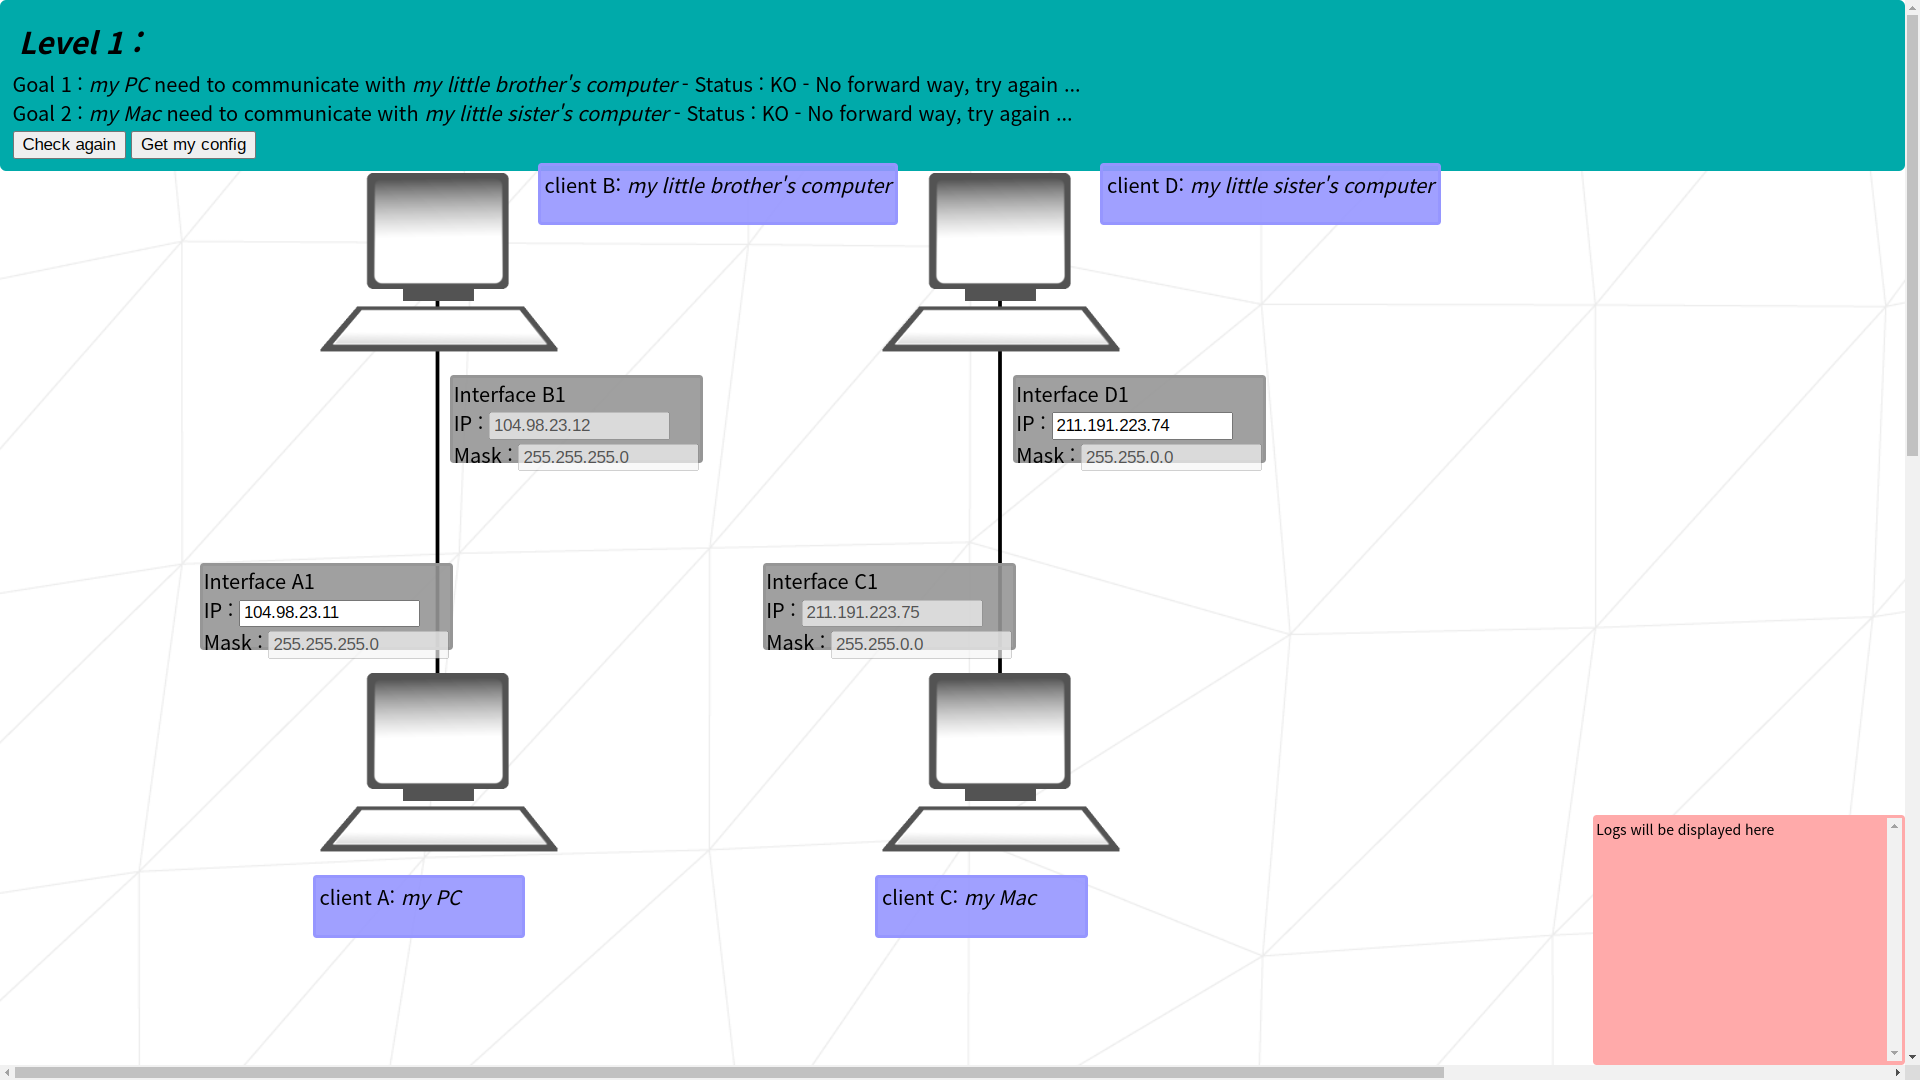 Level 1 :
Goal 1 : my PC need to communicate with my little brother's computer - Status : KO - No forward way, try again ...
Goal 2 : my Mac need to communicate with my little sister's computer - Status : KO - No forward way, try again ...
Check again Get my config
client B: my little brother's computer
client D: my little sister's computer
Interface B1
IP : 104.98.23.12
Mask : 255.255.255.0
Interface D1
IP : 211.191.223.74
Mask : 255.255.0.0
Interface A1
IP : 104.98.23.11
Mask : 255.255.255.0
Interface C1
IP : 211.191.223.75
Mask : 255.255.0.0
client A: my PC
client C: my Mac
Logs will be displayed here